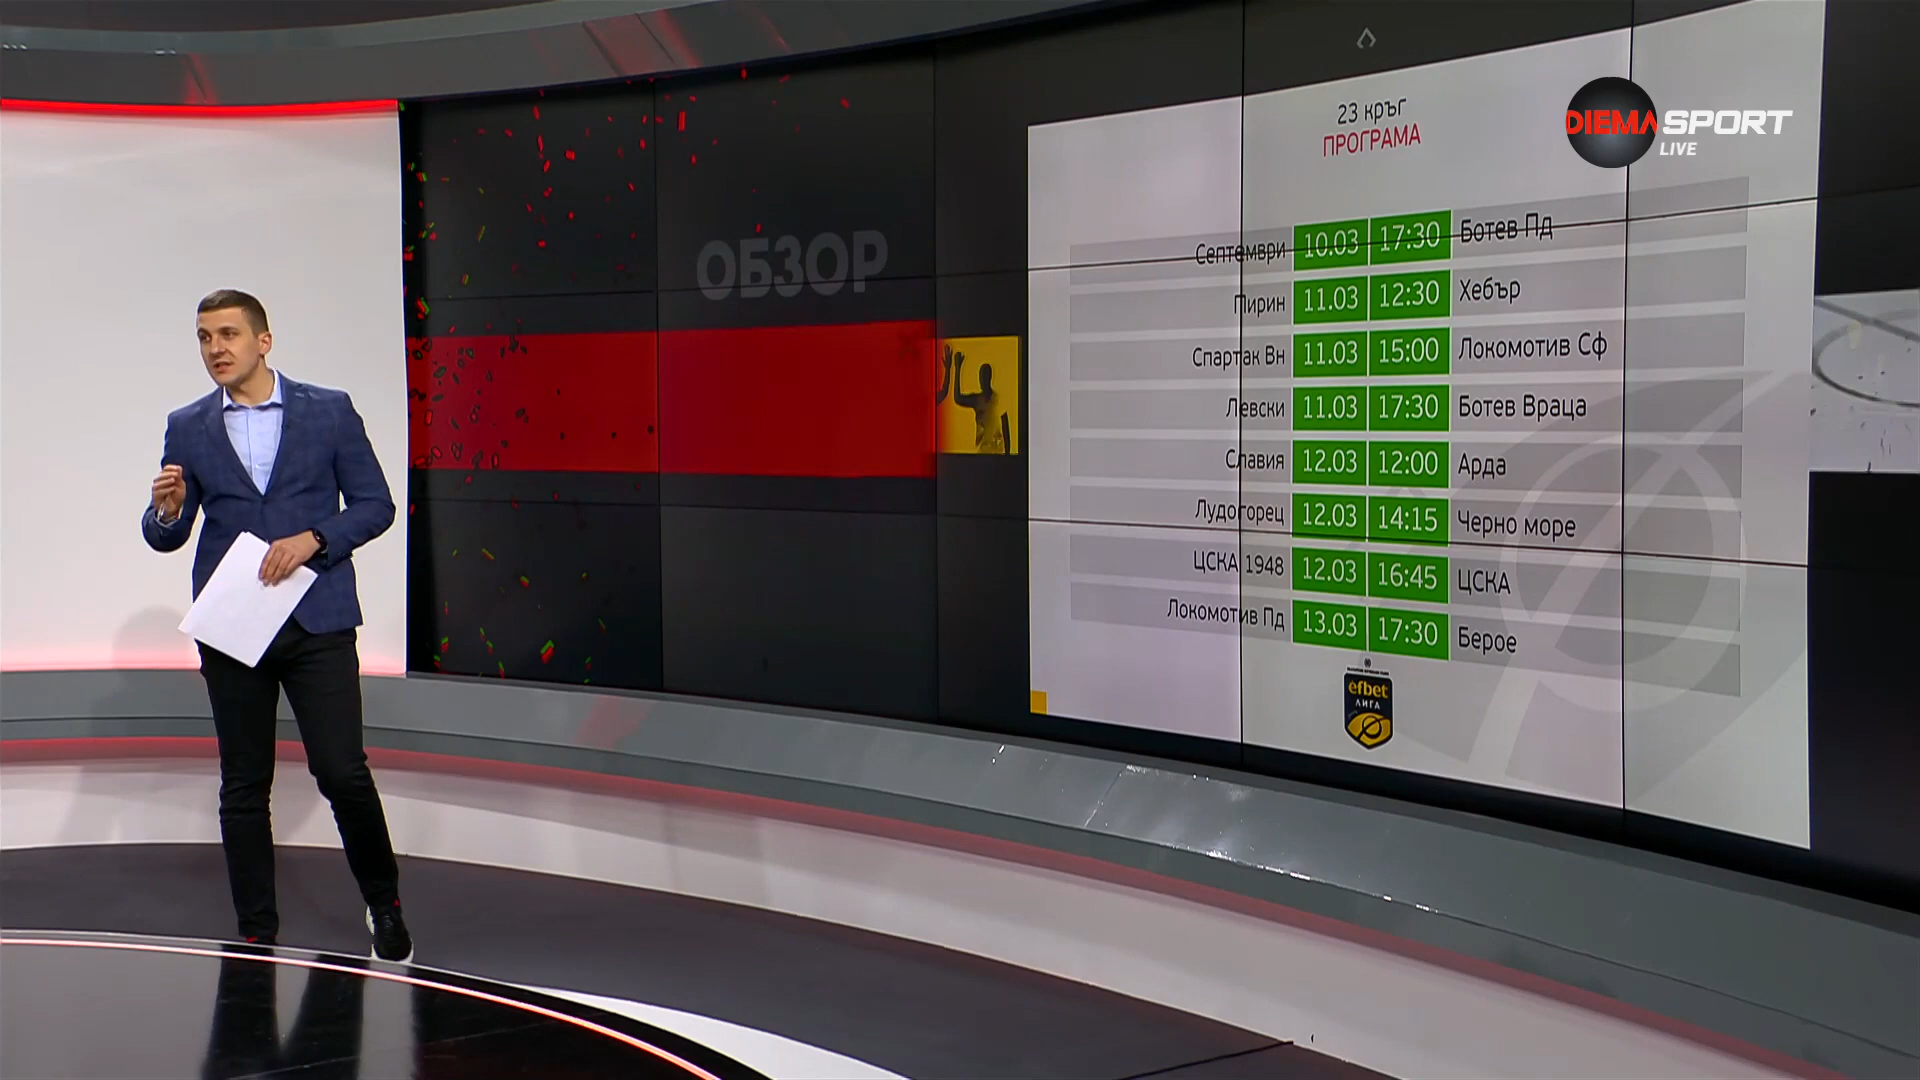 DIEMA SPORT
LIVE
ОБЗОР
23 кръг
ПРОГРАМА
Септември 10.03 17:30 Ботев Пд
Пирин 11.03 12:30 Хебър
Спартак Вн 11.03 15:00 Локомотив Сф
Левски 11.03 17:30 Ботев Враца
Славия 12.03 12:00 Арда
Лудогорец 12.03 14:15 Черно море
ЦСКА 1948 12.03 16:45 ЦСКА
Локомотив Пд 13.03 17:30 Берое
efbet
ЛИГА